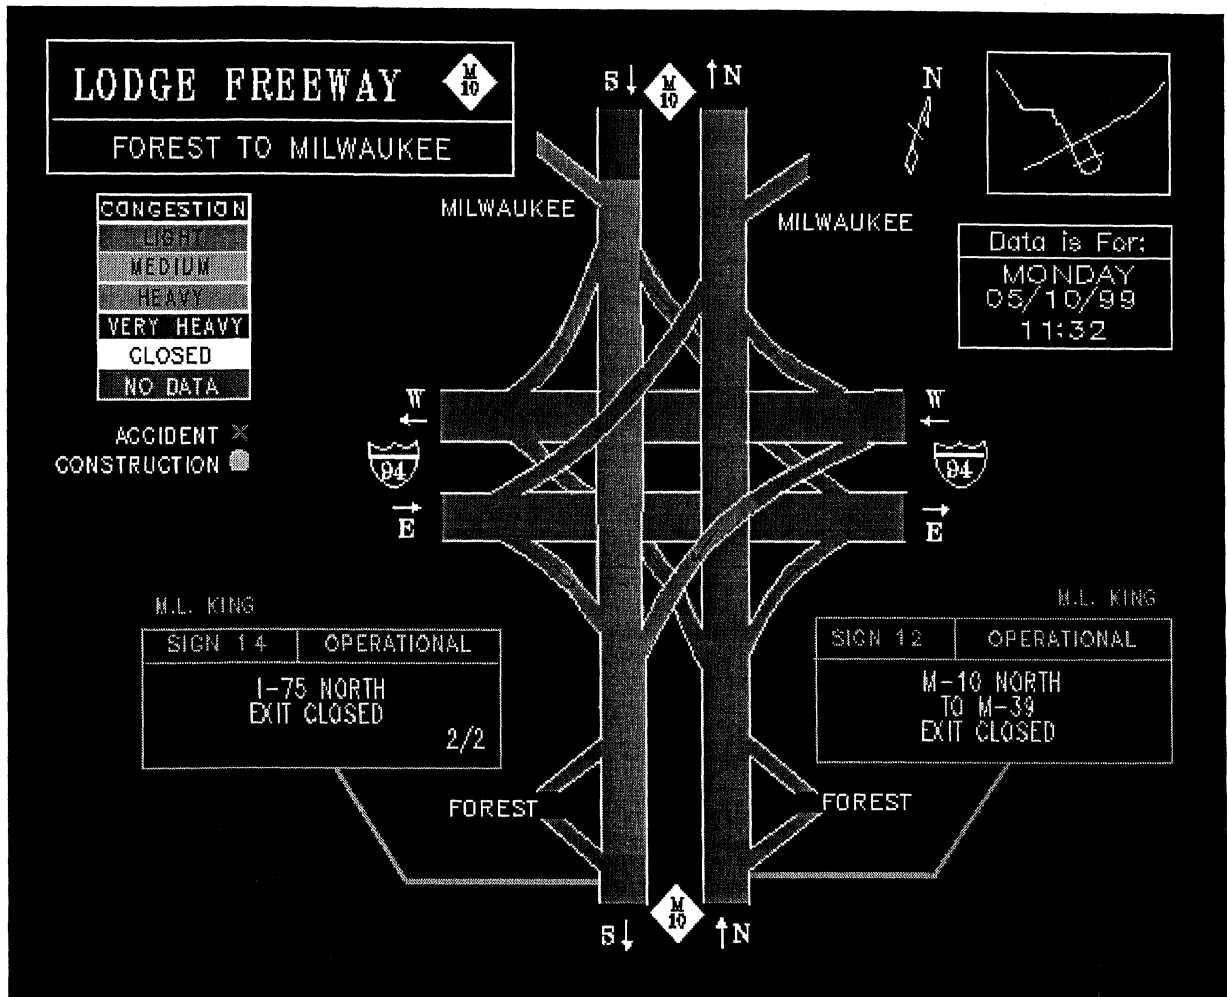 LODGE FREEWAY
M 10
FOREST TO MILWAUKEE
S
M 10
N
N
CONGESTION
LIGHT
MEDIUM
HEAVY
VERY HEAVY
CLOSED
NO DATA
ACCIDENT
CONSTRUCTION
MILWAUKEE
MILWAUKEE
Data is For:
MONDAY
05/10/99
11:32
W
W
94
94
E
E
M.L. KING
SIGN 14 OPERATIONAL
I-75 NORTH
EXIT CLOSED
2/2
M.L. KING
SIGN 12 OPERATIONAL
M-10 NORTH
TO M-39
EXIT CLOSED
FOREST
FOREST
S
M 10
N